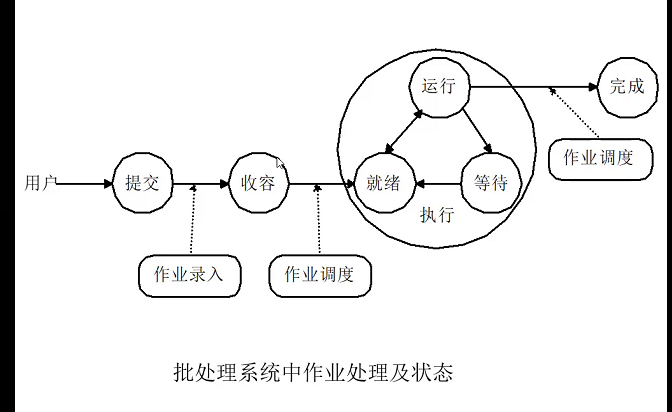 运行
完成
作业调度
用户
提交
收容
就绪
等待
执行
作业录入
作业调度
批处理系统中作业处理及状态